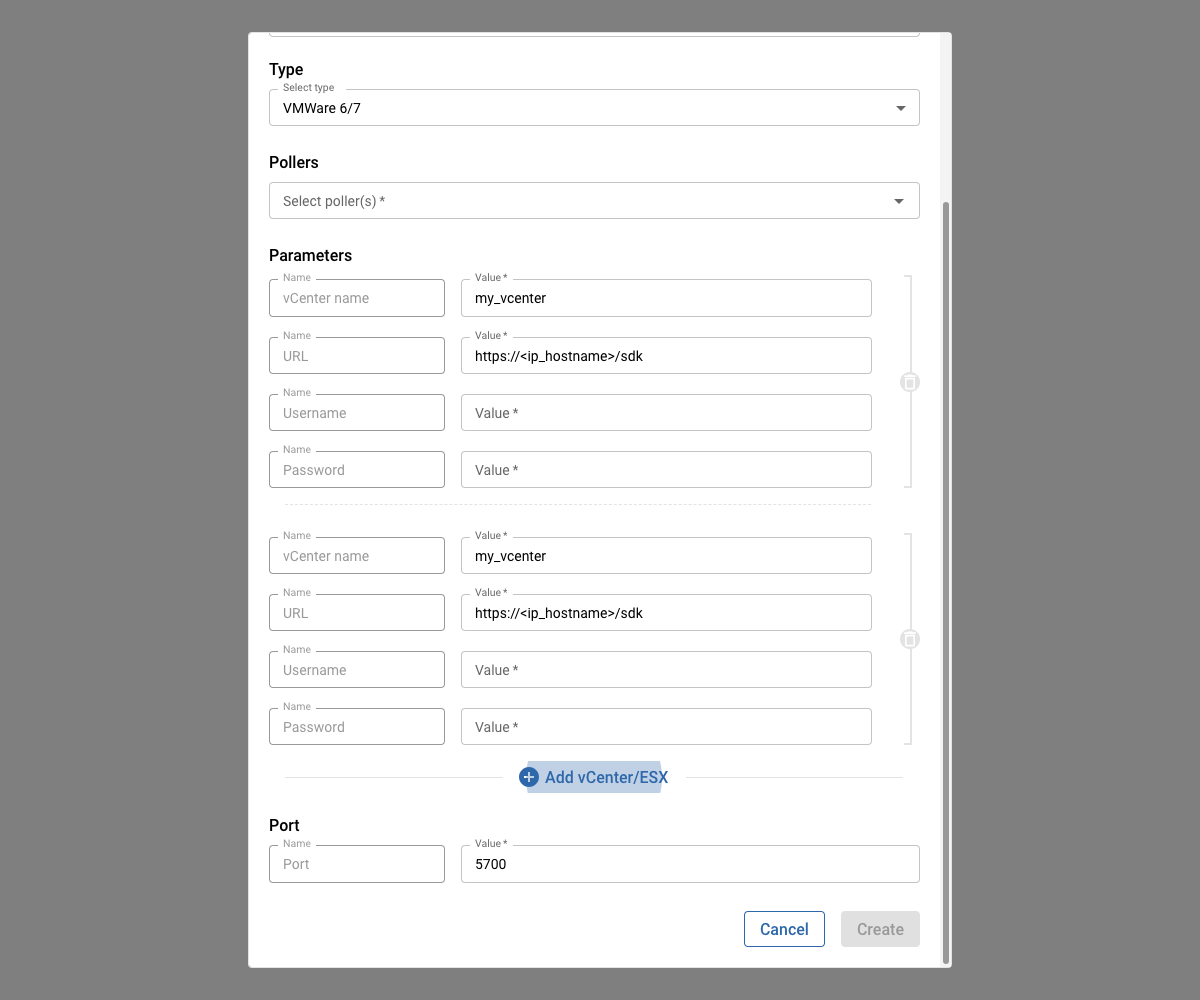 Type
Select type
VMWare 6/7
Pollers
Select poller(s) *
Parameters
Name Value *
vCenter name my_vcenter
Name Value *
URL https://<ip_hostname>/sdk
Name
Username Value *
Name
Password Value *
Name Value *
vCenter name my_vcenter
Name Value *
URL https://<ip_hostname>/sdk
Name
Username Value *
Name
Password Value *
Add vCenter/ESX
Port
Name Value *
Port 5700
Cancel Create